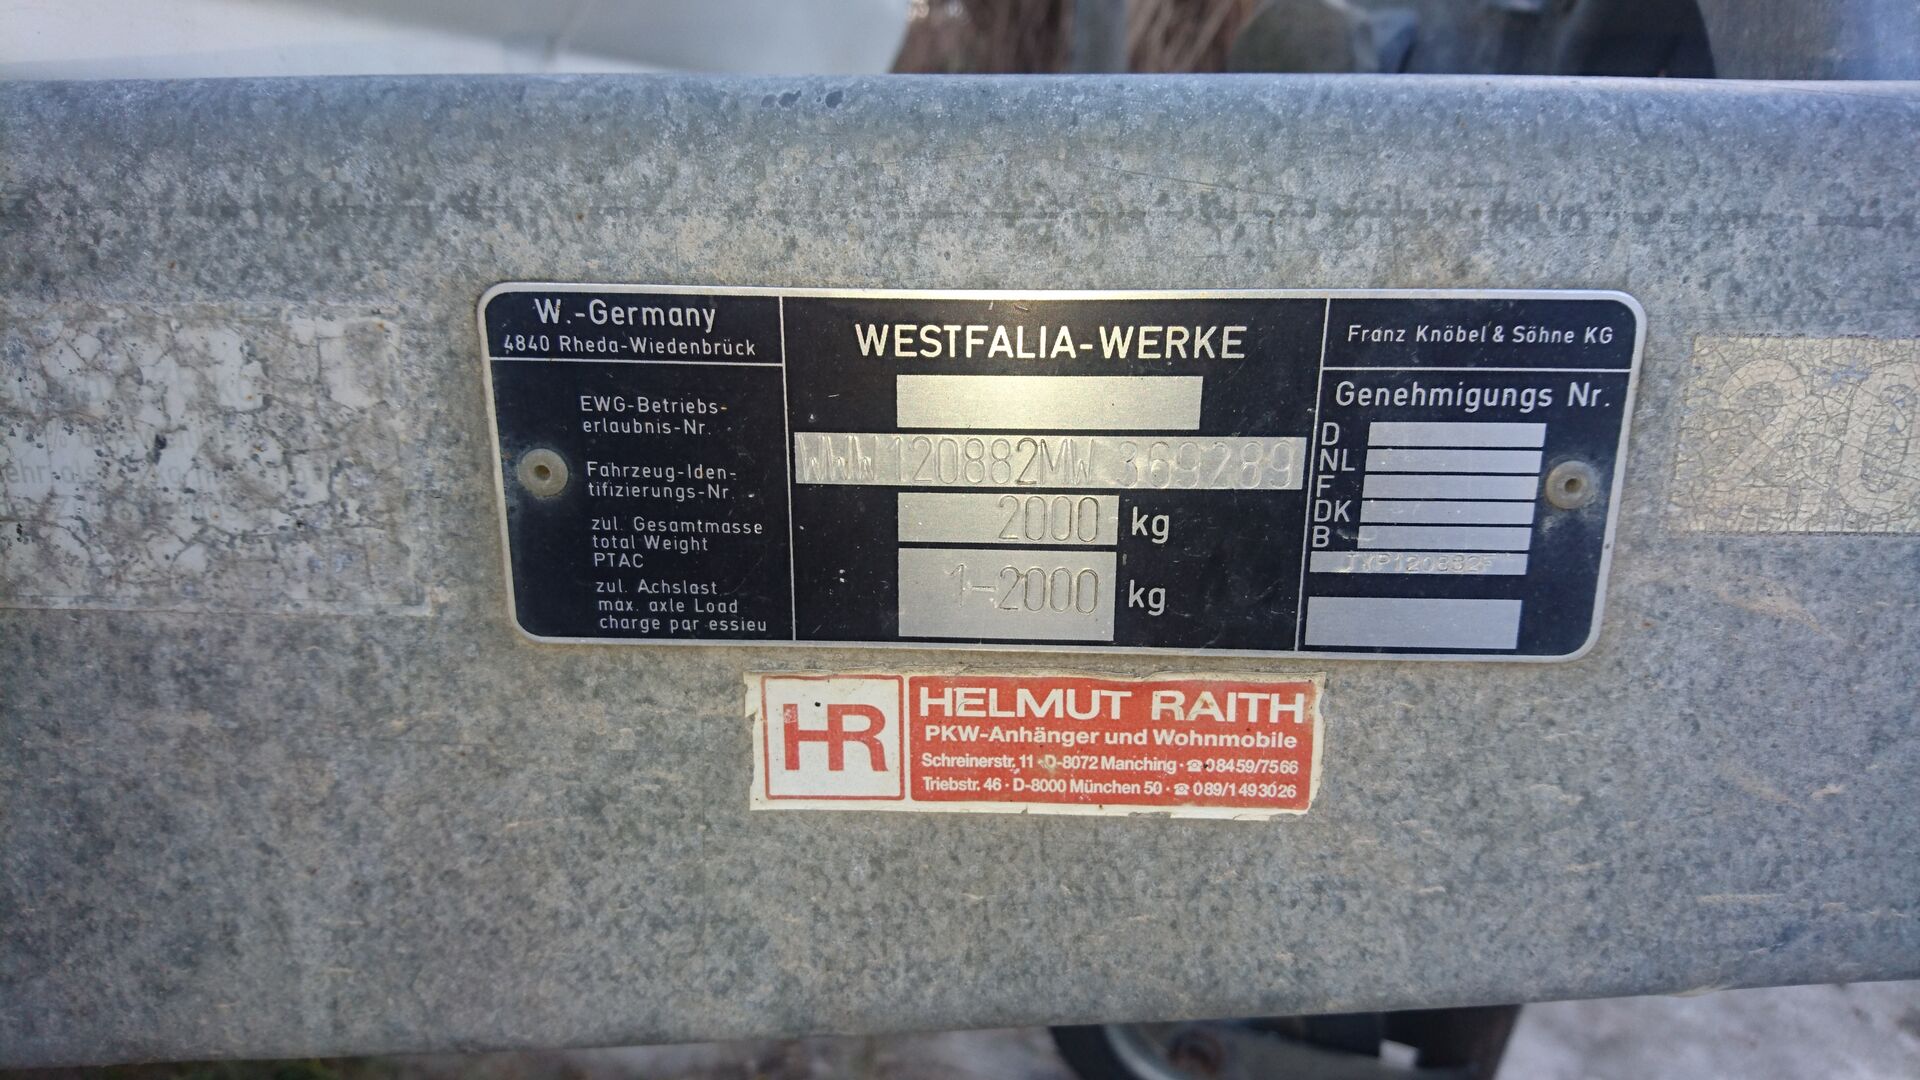 W.-Germany
4840 Rheda-Wiedenbrück
WESTFALIA-WERKE
Franz Knöbel & Söhne KG
EWG-Betriebs-
erlaubnis-Nr.
Fahrzeug-Iden-
tifizierungs-Nr.
WWW120882MW369289
zul. Gesamtmasse
total Weight
PTAC
2000 kg
zul. Achslast
max. axle Load
charge par essieu
1-2000 kg
Genehmigungs Nr.
D
NL
F
DK
B
HR
HELMUT RAITH
PKW-Anhänger und Wohnmobile
Schreinerstr. 11 · D-8072 Manching · ☎ 08459/7566
Triebstr. 46 · D-8000 München 50 · ☎ 089/1493026